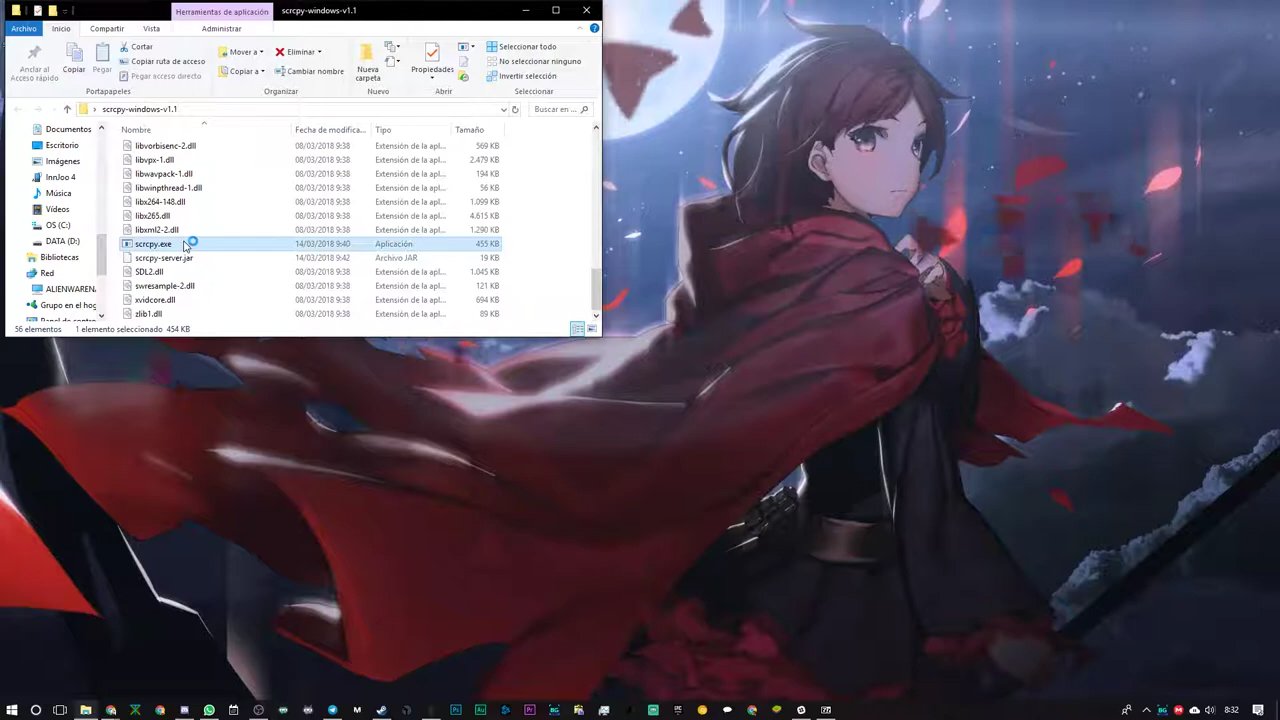 Herramientas de aplicación
scrcpy-windows-v1.1
Archivo
Inicio
Compartir
Vista
Administrar
Anclar al
Acceso rápido
Copiar
Pegar
Cortar
Copiar ruta de acceso
Pegar acceso directo
Mover a
Copiar a
Eliminar
Cambiar nombre
Nueva
carpeta
Propiedades
Seleccionar todo
No seleccionar ninguno
Invertir selección
Portapapeles
Organizar
Nuevo
Abrir
Seleccionar
scrcpy-windows-v1.1
Buscar en ...
Documentos
Escritorio
Imágenes
InnJoo 4
Música
Vídeos
OS (C:)
DATA (D:)
Bibliotecas
Red
ALIENWAREN
Grupo en el hog
Nombre Fecha de modifica... Tipo Tamaño
libvorbisenc-2.dll 08/03/2018 9:38 Extensión de la apl... 569 KB
libvpx-1.dll 08/03/2018 9:38 Extensión de la apl... 2.479 KB
libwavpack-1.dll 08/03/2018 9:38 Extensión de la apl... 194 KB
libwinpthread-1.dll 08/03/2018 9:38 Extensión de la apl... 56 KB
libx264-148.dll 08/03/2018 9:38 Extensión de la apl... 1.099 KB
libx265.dll 08/03/2018 9:38 Extensión de la apl... 4.615 KB
libxml2-2.dll 08/03/2018 9:38 Extensión de la apl... 1.290 KB
scrcpy.exe 14/03/2018 9:40 Aplicación 455 KB
scrcpy-server.jar 14/03/2018 9:42 Archivo JAR 19 KB
SDL2.dll 08/03/2018 9:38 Extensión de la apl... 1.045 KB
swresample-2.dll 08/03/2018 9:38 Extensión de la apl... 121 KB
xvidcore.dll 08/03/2018 9:38 Extensión de la apl... 694 KB
zlib1.dll 08/03/2018 9:38 Extensión de la apl... 89 KB
56 elementos 1 elemento seleccionado 454 KB
8:32